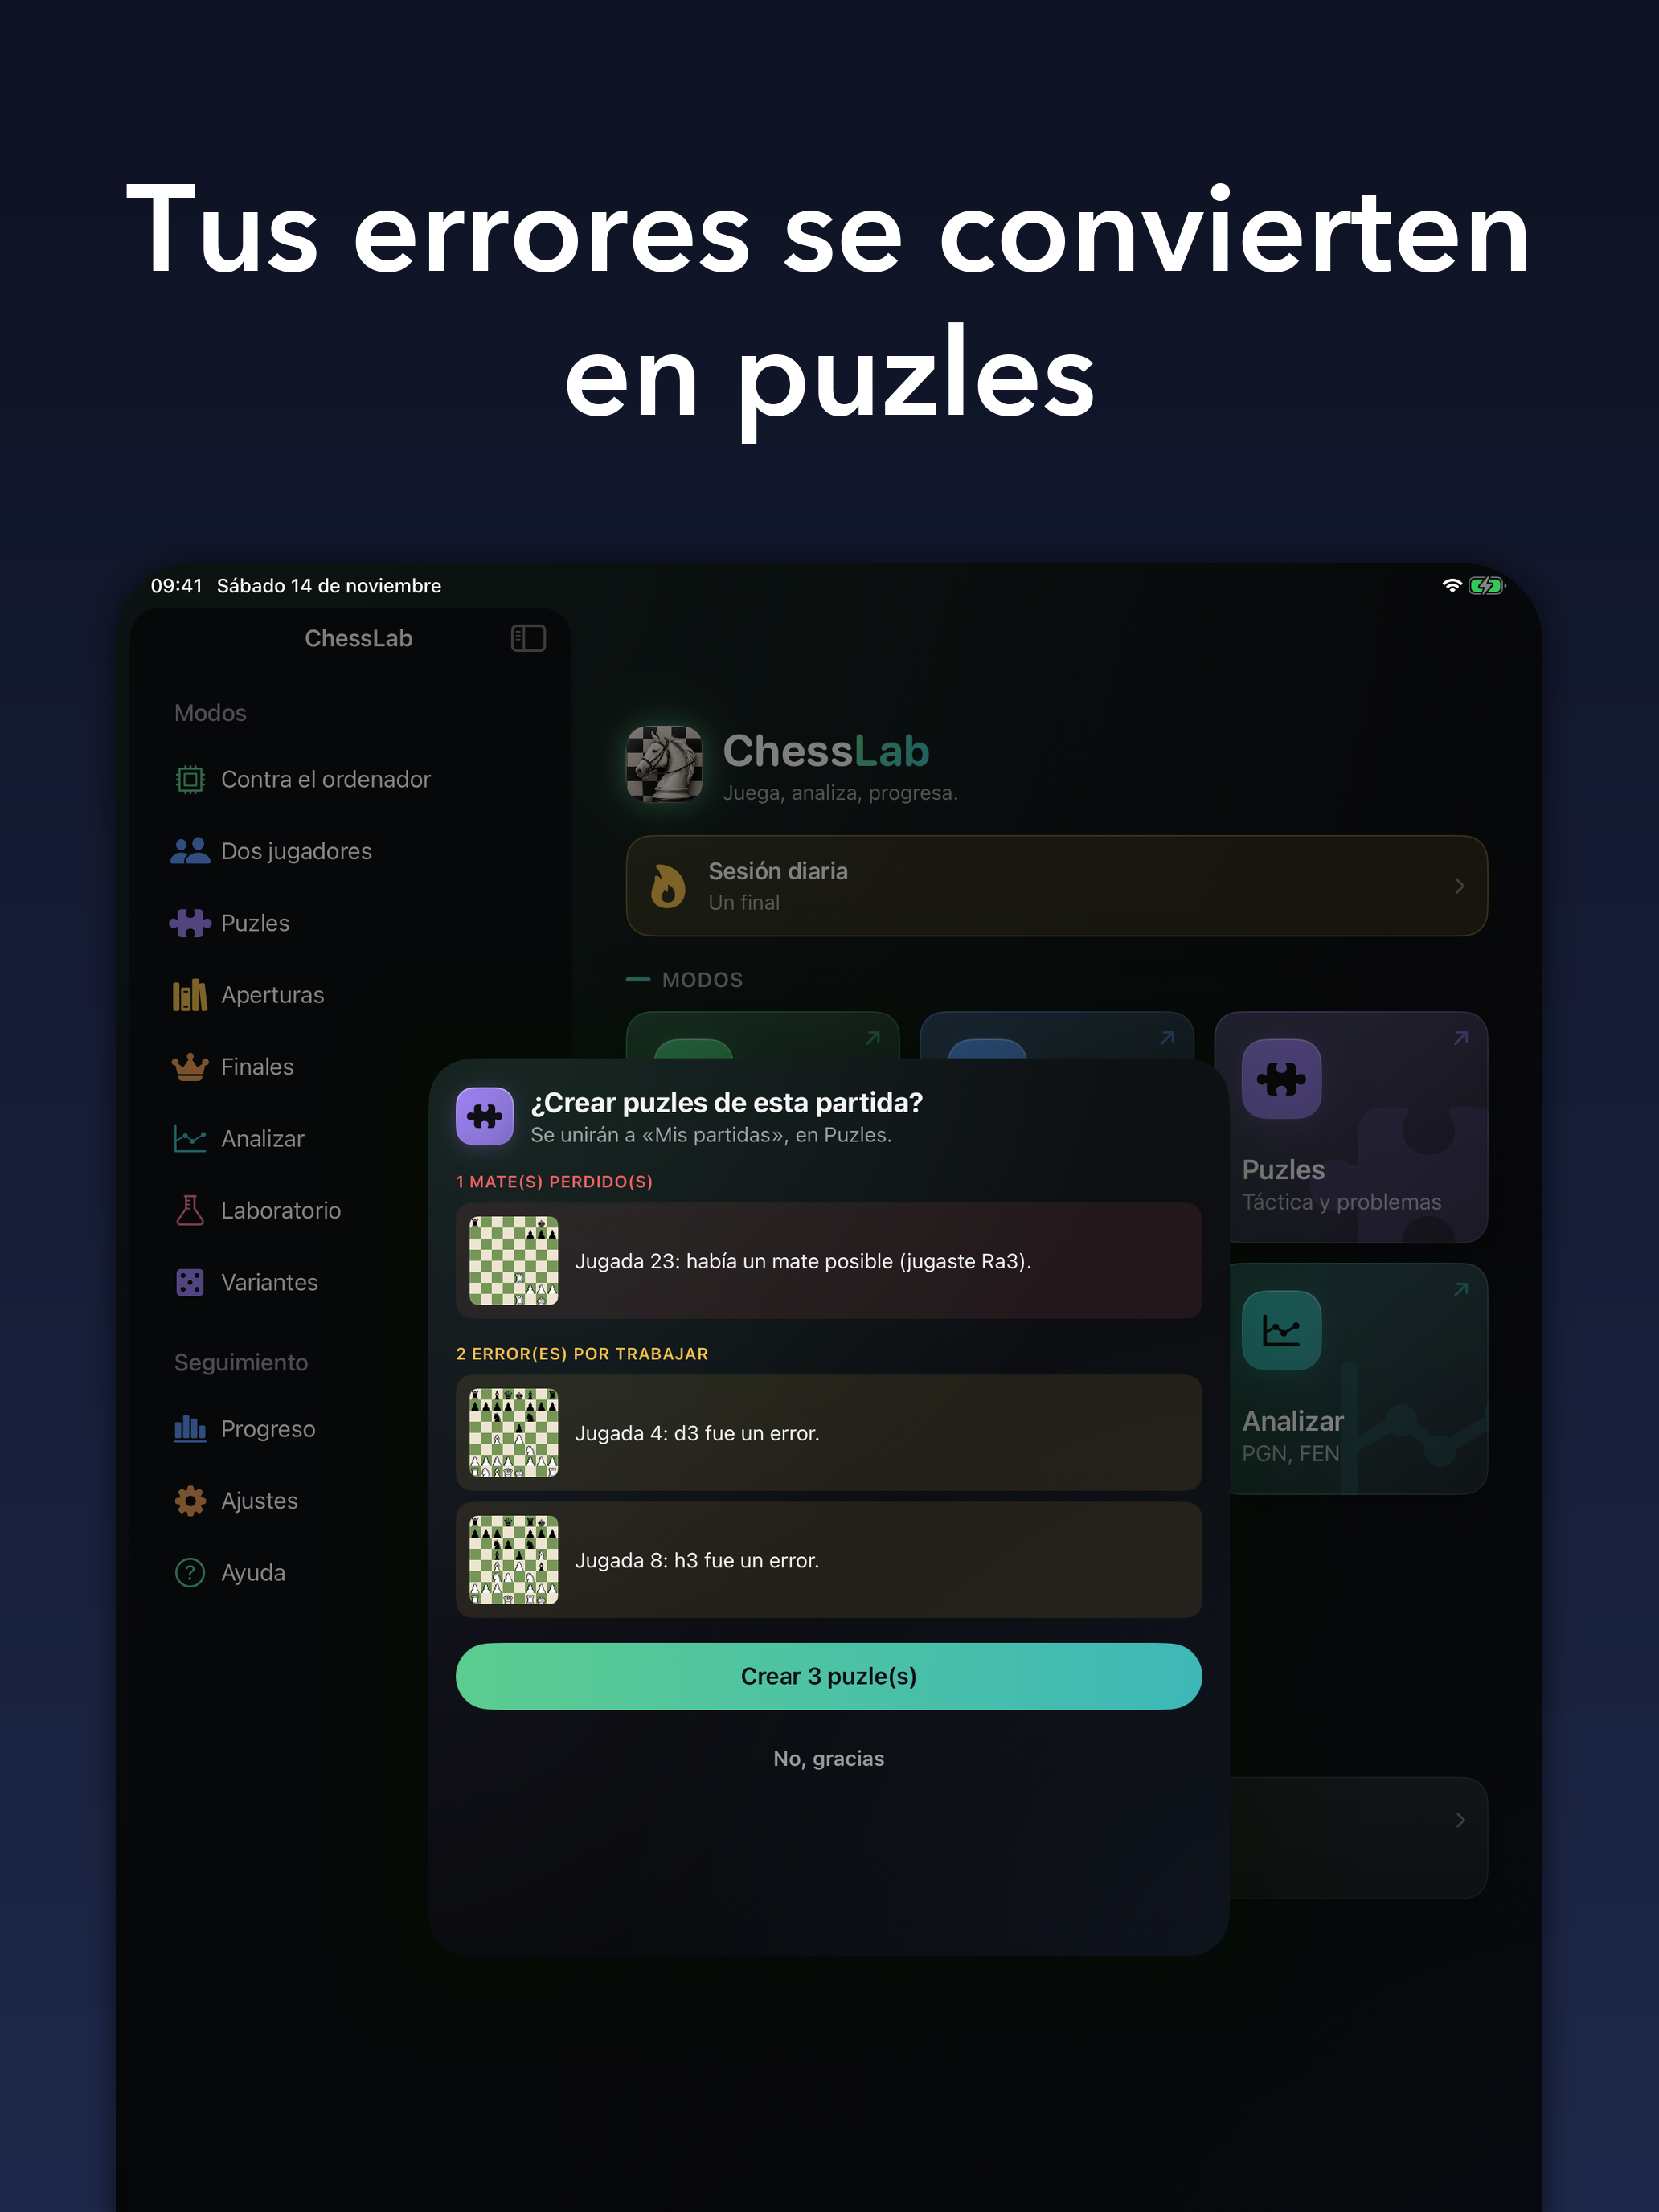 Tus errores se convierten
en puzles
09:41 Sábado 14 de noviembre
ChessLab
Modos
Contra el ordenador
Dos jugadores
Puzles
Aperturas
Finales
Analizar
Laboratorio
Variantes
Seguimiento
Progreso
Ajustes
Ayuda
ChessLab
Juega, analiza, progresa.
Sesión diaria
Un final
MODOS
Puzles
Táctica y problemas
Analizar
PGN, FEN
¿Crear puzles de esta partida?
Se unirán a «Mis partidas», en Puzles.
1 MATE(S) PERDIDO(S)
Jugada 23: había un mate posible (jugaste Ra3).
2 ERROR(ES) POR TRABAJAR
Jugada 4: d3 fue un error.
Jugada 8: h3 fue un error.
Crear 3 puzle(s)
No, gracias